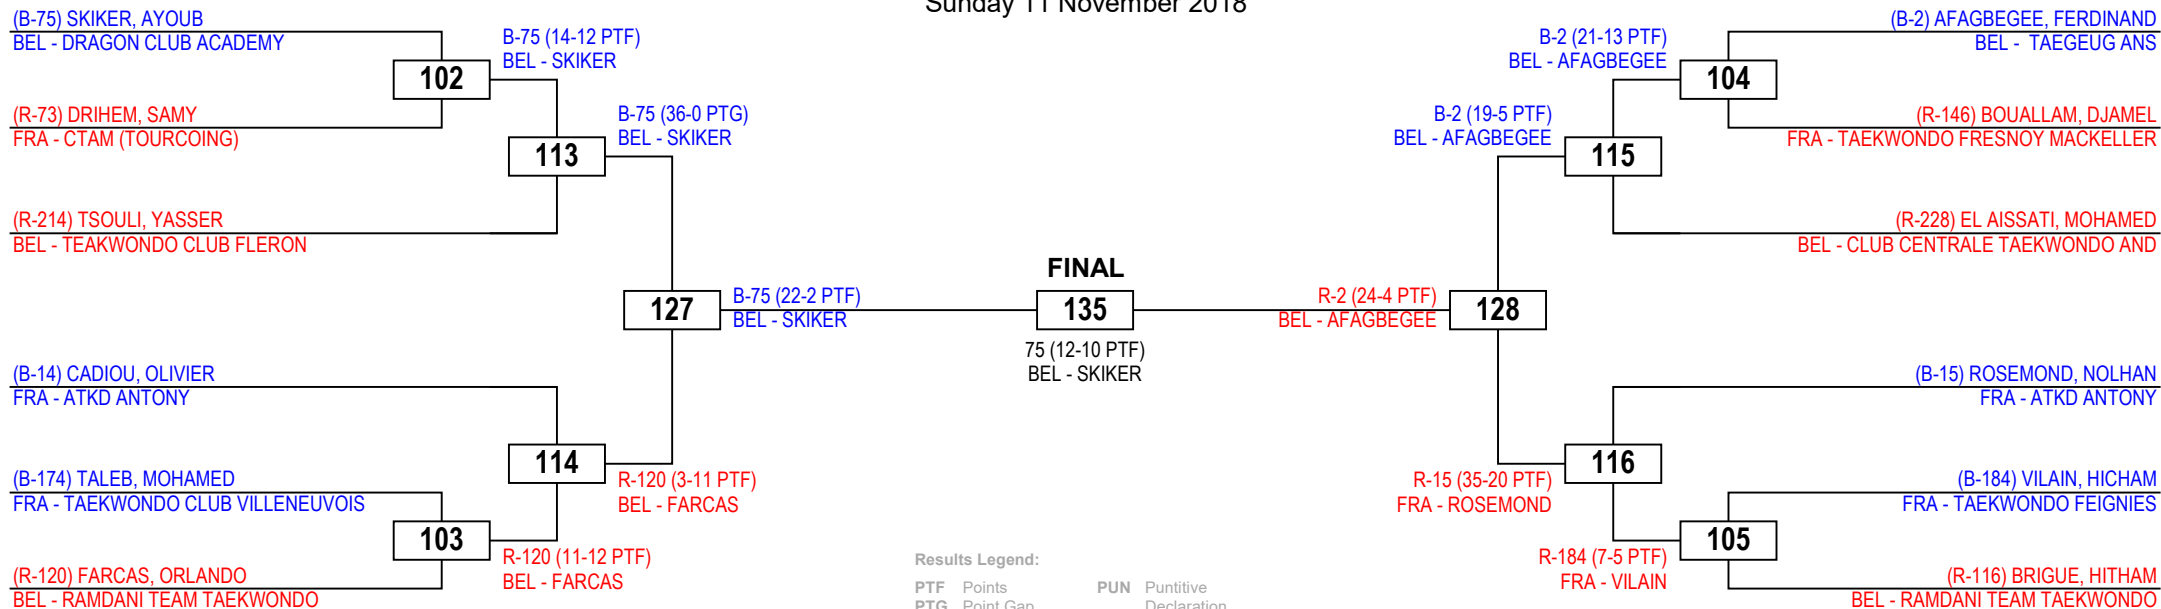 Sunday 11 November 2018
(B-75) SKIKER, AYOUB
BEL - DRAGON CLUB ACADEMY
102
(R-73) DRIHEM, SAMY
FRA - CTAM (TOURCOING)
B-75 (14-12 PTF)
BEL - SKIKER
113
(R-214) TSOULI, YASSER
BEL - TEAKWONDO CLUB FLERON
B-75 (36-0 PTG)
BEL - SKIKER
127
B-75 (22-2 PTF)
BEL - SKIKER
(B-14) CADIOU, OLIVIER
FRA - ATKD ANTONY
114
R-120 (3-11 PTF)
BEL - FARCAS
(B-174) TALEB, MOHAMED
FRA - TAEKWONDO CLUB VILLENEUVOIS
103
R-120 (11-12 PTF)
BEL - FARCAS
(R-120) FARCAS, ORLANDO
BEL - RAMDANI TEAM TAEKWONDO
FINAL
135
75 (12-10 PTF)
BEL - SKIKER
(B-2) AFAGBEGEE, FERDINAND
BEL -  TAEGEUG ANS
104
B-2 (21-13 PTF)
BEL - AFAGBEGEE
(R-146) BOUALLAM, DJAMEL
FRA - TAEKWONDO FRESNOY MACKELLER
B-2 (19-5 PTF)
BEL - AFAGBEGEE
115
(R-228) EL AISSATI, MOHAMED
BEL - CLUB CENTRALE TAEKWONDO AND
R-2 (24-4 PTF)
BEL - AFAGBEGEE
128
(B-15) ROSEMOND, NOLHAN
FRA - ATKD ANTONY
116
R-15 (35-20 PTF)
FRA - ROSEMOND
(B-184) VILAIN, HICHAM
FRA - TAEKWONDO FEIGNIES
105
R-184 (7-5 PTF)
FRA - VILAIN
(R-116) BRIGUE, HITHAM
BEL - RAMDANI TEAM TAEKWONDO
Results Legend:
PTF Points PUN Puntitive
PTG Point Gap Declaration